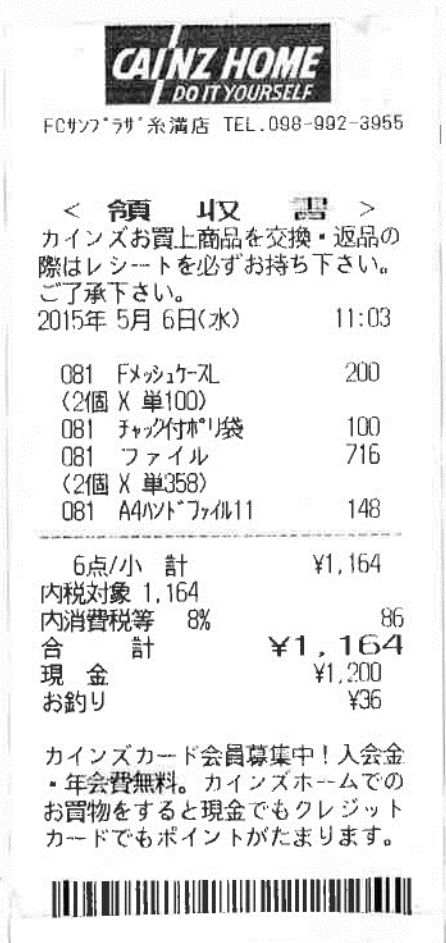 CAINZ HOME
DO IT YOURSELF
FCｻﾝﾌﾟﾗｻﾞ糸満店 TEL.098-992-3955
< 領 収 書 >
カインズお買上商品を交換・返品の
際はレシートを必ずお持ち下さい。
ご了承下さい。
2015年 5月 6日(水) 11:03
081 FﾒｯｼｭｹｰｽL 200
(2個 X 単100)
081 ﾁｬｯｸ付ﾎﾟﾘ袋 100
081 ファイル 716
(2個 X 単358)
081 A4ﾊﾝﾄﾞﾌｧｲﾙ11 148
6点/小 計 ¥1,164
内税対象 1,164
内消費税等 8% 86
合 計 ¥1,164
現 金 ¥1,200
お釣り ¥36
カインズカード会員募集中！入会金
・年会費無料。カインズホームでの
お買物をすると現金でもクレジット
カードでもポイントがたまります。